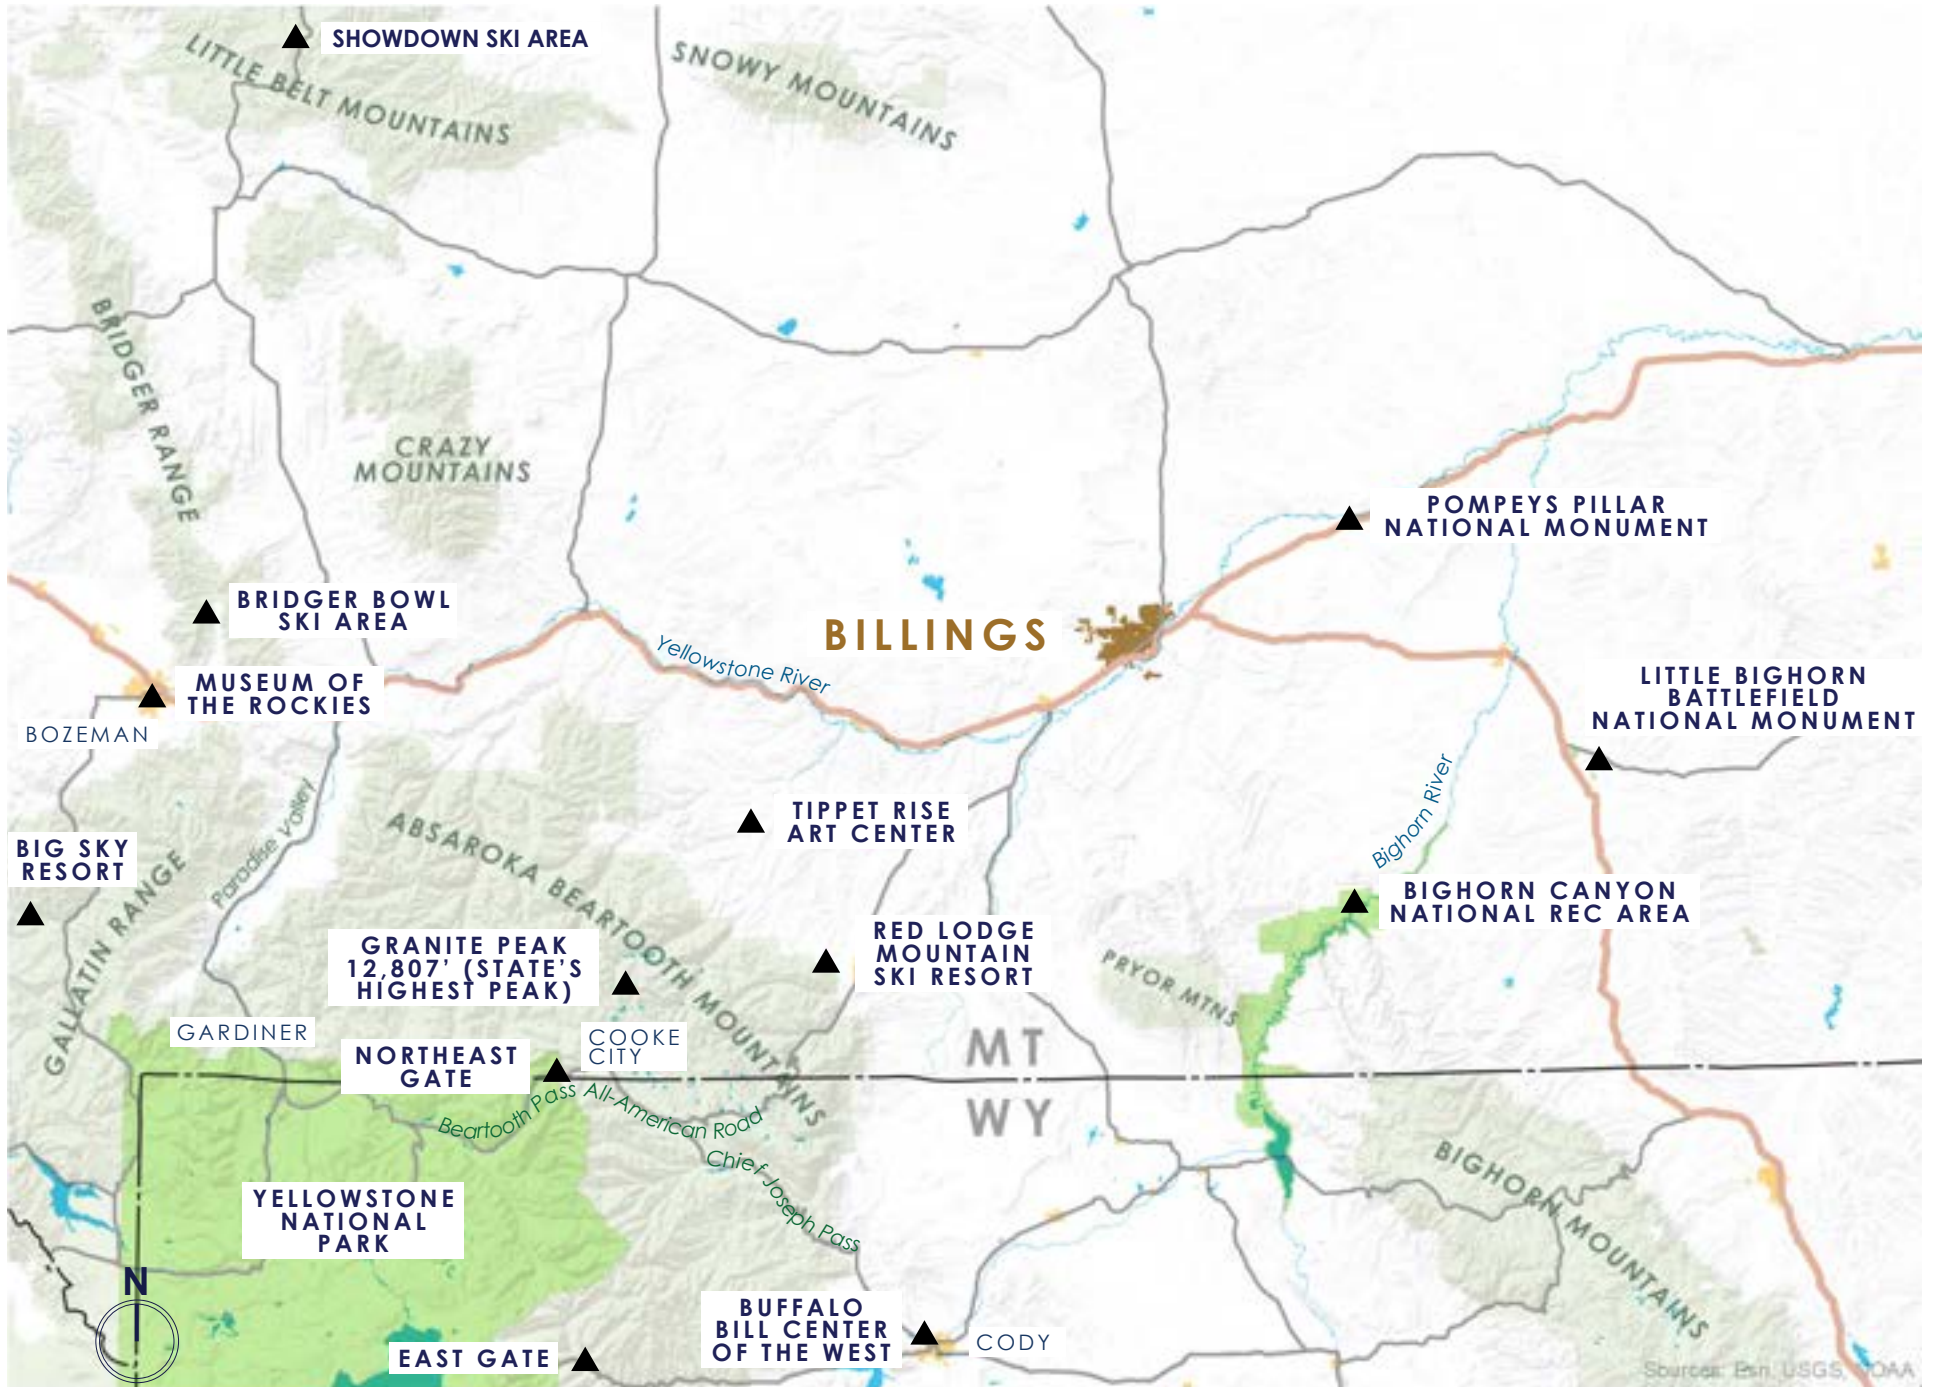 SHOWDOWN SKI AREA
LITTLE BELT MOUNTAINS
SNOWY MOUNTAINS
BRIDGER RANGE
CRAZY
MOUNTAINS
POMPEYS PILLAR
NATIONAL MONUMENT
BRIDGER BOWL
SKI AREA
BILLINGS
Yellowstone River
MUSEUM OF
THE ROCKIES
BOZEMAN
LITTLE BIGHORN
BATTLEFIELD
NATIONAL MONUMENT
Paradise Valley
TIPPET RISE
ART CENTER
Bighorn River
BIG SKY
RESORT
GALLATIN RANGE
ABSAROKA BEARTOOTH MOUNTAINS
BIGHORN CANYON
NATIONAL REC AREA
GRANITE PEAK
12,807’ (STATE’S
HIGHEST PEAK)
RED LODGE
MOUNTAIN
SKI RESORT
PRYOR MTNS
GARDINER
COOKE
CITY
NORTHEAST
GATE
MT
WY
Beartooth Pass All-American Road
Chief Joseph Pass
BIGHORN MOUNTAINS
YELLOWSTONE
NATIONAL
PARK
N
BUFFALO
BILL CENTER
OF THE WEST
CODY
EAST GATE
Sources: Esri, USGS, NOAA